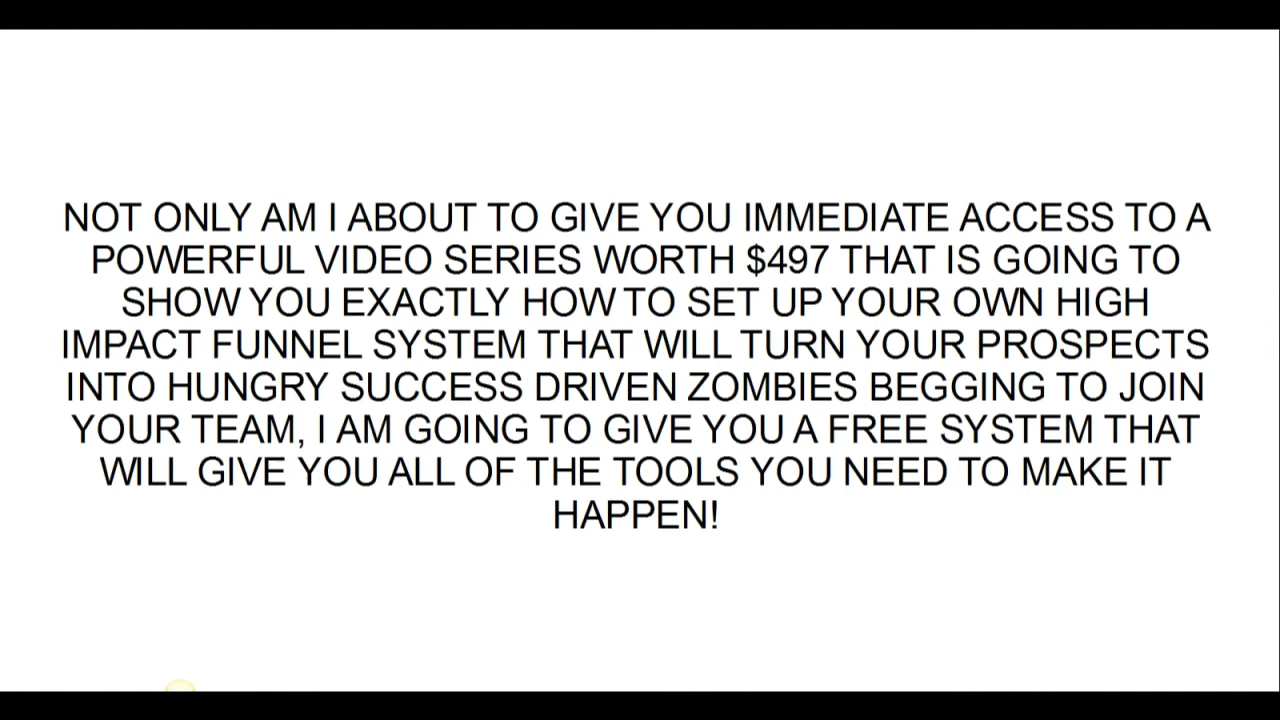 NOT ONLY AM I ABOUT TO GIVE YOU IMMEDIATE ACCESS TO A
POWERFUL VIDEO SERIES WORTH $497 THAT IS GOING TO
SHOW YOU EXACTLY HOW TO SET UP YOUR OWN HIGH
IMPACT FUNNEL SYSTEM THAT WILL TURN YOUR PROSPECTS
INTO HUNGRY SUCCESS DRIVEN ZOMBIES BEGGING TO JOIN
YOUR TEAM, I AM GOING TO GIVE YOU A FREE SYSTEM THAT
WILL GIVE YOU ALL OF THE TOOLS YOU NEED TO MAKE IT
HAPPEN!